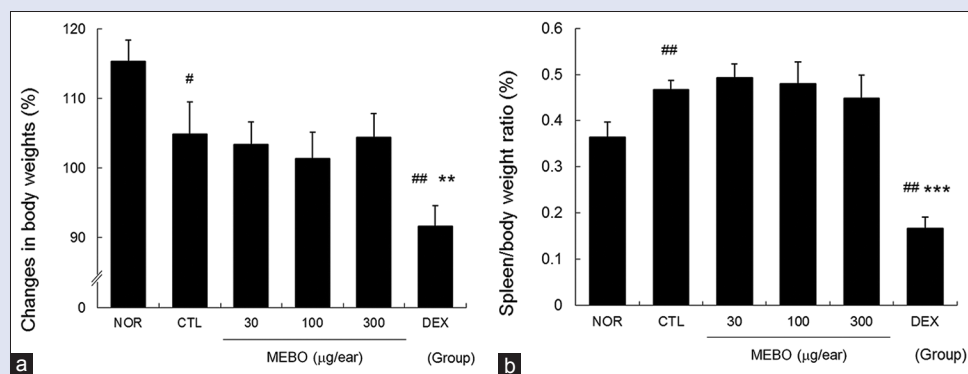 Changes in body weights (%)
120
110
100
90
0
#
## **
NOR CTL 30 100 300 DEX
MEBO (μg/ear) (Group)
a
Spleen/body weight ratio (%)
0.6
0.5
0.4
0.3
0.2
0.1
0
##
## ***
NOR CTL 30 100 300 DEX
MEBO (μg/ear) (Group)
b